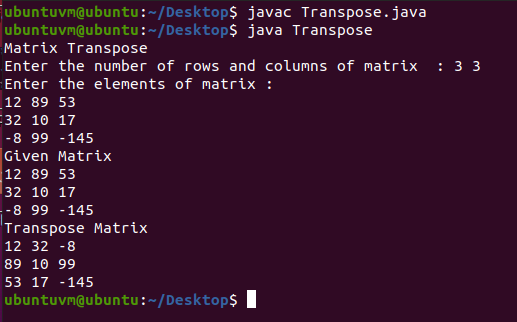 ubuntuvm@ubuntu:~/Desktop$ javac Transpose.java
ubuntuvm@ubuntu:~/Desktop$ java Transpose
Matrix Transpose
Enter the number of rows and columns of matrix  : 3 3
Enter the elements of matrix :
12 89 53
32 10 17
-8 99 -145
Given Matrix
12 89 53
32 10 17
-8 99 -145
Transpose Matrix
12 32 -8
89 10 99
53 17 -145
ubuntuvm@ubuntu:~/Desktop$